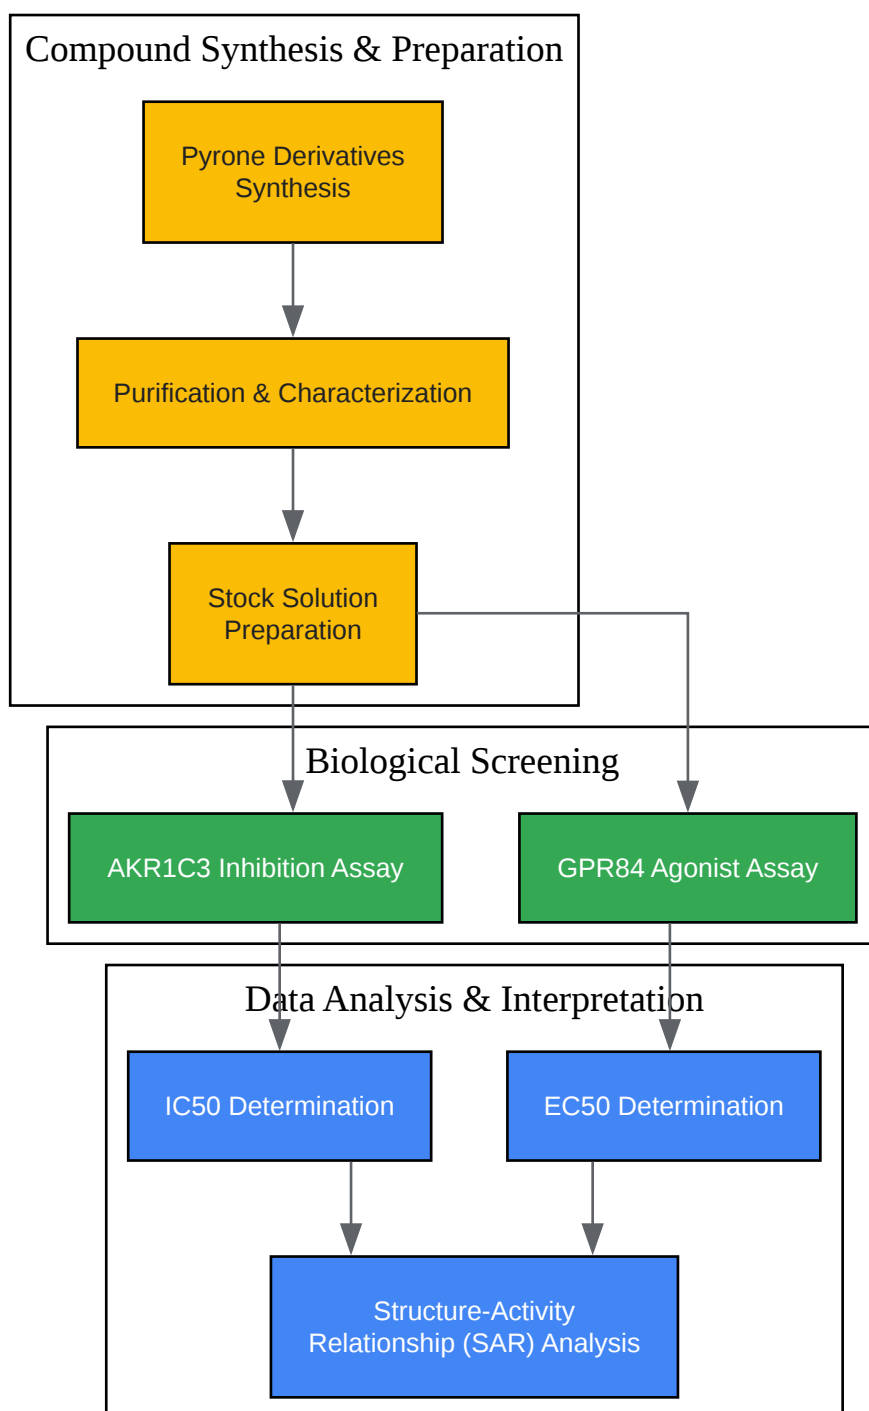 Compound Synthesis & Preparation
Pyrone Derivatives
Synthesis
Purification & Characterization
Stock Solution
Preparation
Biological Screening
AKR1C3 Inhibition Assay
GPR84 Agonist Assay
Data Analysis & Interpretation
IC50 Determination
EC50 Determination
Structure-Activity
Relationship (SAR) Analysis